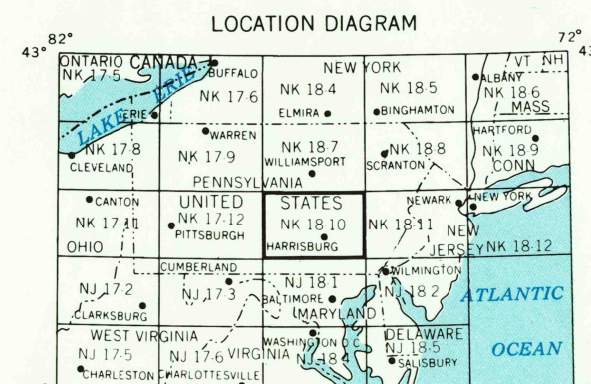 LOCATION DIAGRAM
43° 82° 72° 43
ONTARIO CANADA
NK 17-5
BUFFALO
NEW YORK
VT NH
ALBANY
NK 17-6
NK 18-4
NK 18-5
NK 18-6
MASS
LAKE ERIE
ERIE
ELMIRA
BINGHAMTON
WARREN
HARTFORD
NK 17-8
CLEVELAND
NK 17-9
NK 18-7
WILLIAMSPORT
NK 18-8
SCRANTON
NK 18-9
CONN
PENNSYLVANIA
CANTON
UNITED STATES
NEWARK
NEW YORK
NK 17-11
NK 17-12
PITTSBURGH
NK 18-10
HARRISBURG
NK 18-11
NEW
JERSEY
NK 18-12
OHIO
CUMBERLAND
WILMINGTON
NJ 17-2
CLARKSBURG
NJ 17-3
NJ 18-1
BALTIMORE
MARYLAND
NJ 18-2
ATLANTIC
OCEAN
WEST VIRGINIA
WASHINGTON D C
DELAWARE
NJ 17-5
NJ 17-6
VIRGINIA
NJ 18-4
NJ 18-5
SALISBURY
CHARLESTON
CHARLOTTESVILLE